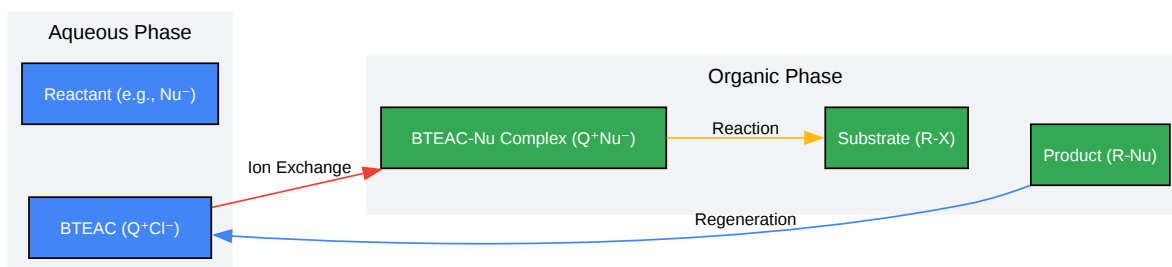 Aqueous Phase
Reactant (e.g., Nu⁻)
BTEAC (Q⁺Cl⁻)
Ion Exchange
Organic Phase
BTEAC-Nu Complex (Q⁺Nu⁻)
Reaction
Substrate (R-X)
Product (R-Nu)
Regeneration